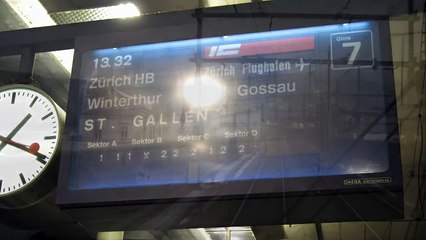 13.32 IC Gleis 7
Zürich HB Zürich Flughafen
Winterthur Gossau
ST. GALLEN
Sektor A Sektor B Sektor C Sektor D
1 1 1 X 2 2 2 1 2 2
OMEGA